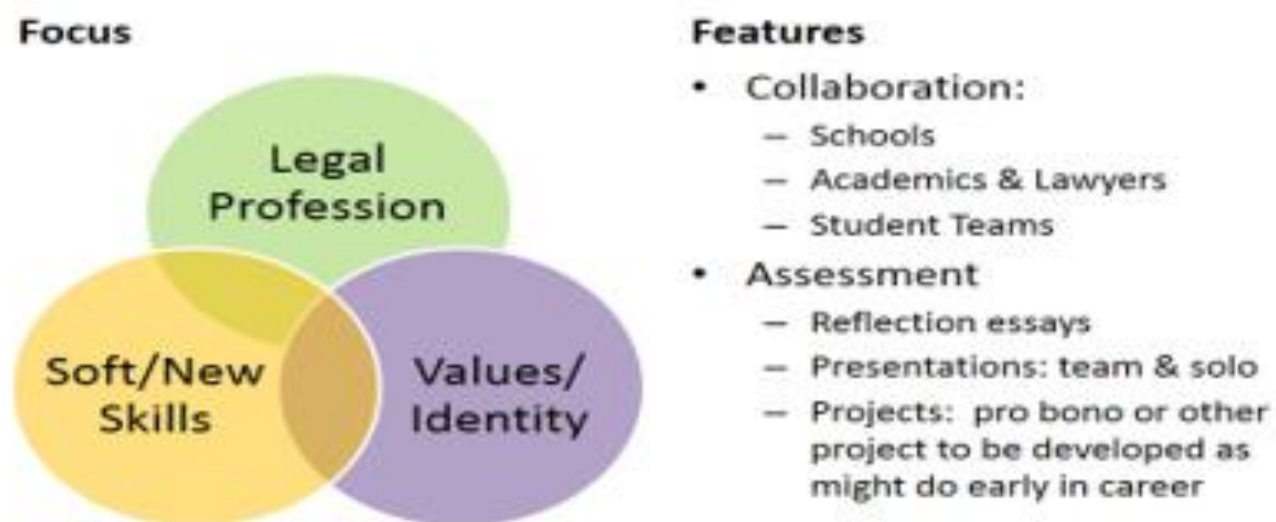 Focus
Legal
Profession
Soft/New
Skills
Values/
Identity
Features
• Collaboration:
– Schools
– Academics & Lawyers
– Student Teams
• Assessment
– Reflection essays
– Presentations: team & solo
– Projects: pro bono or other
project to be developed as
might do early in career